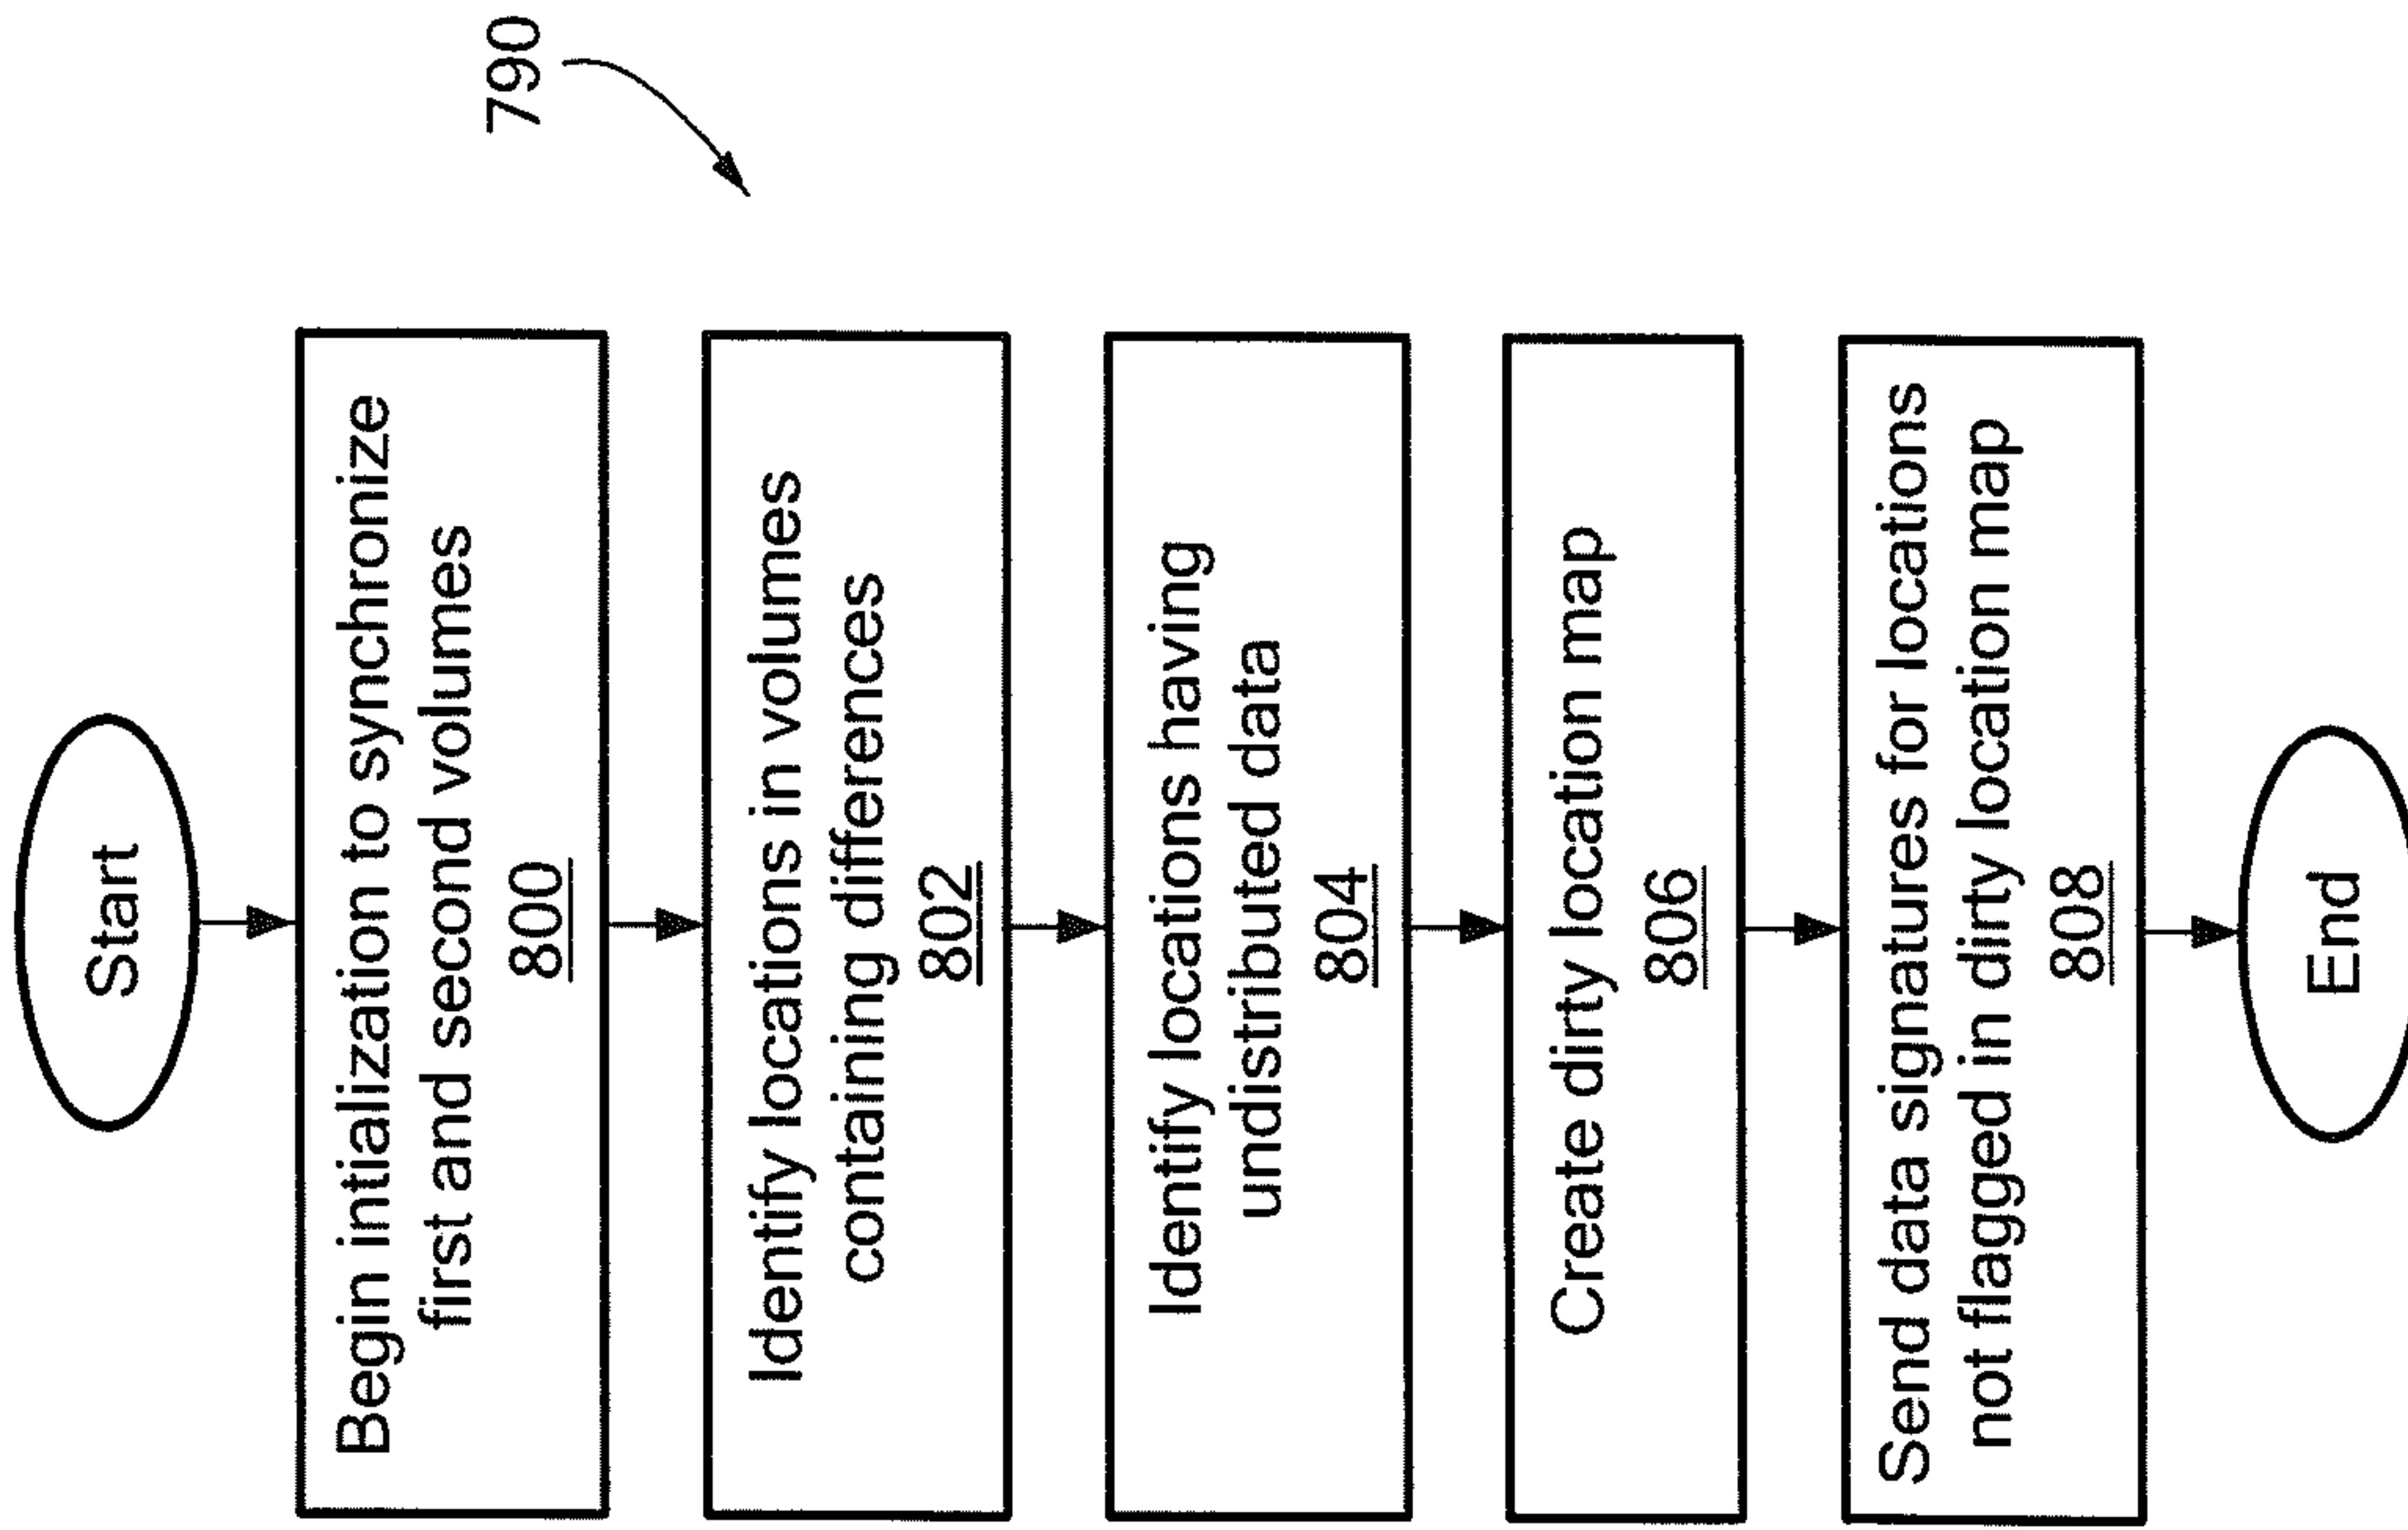 790
Start
Begin intialization to synchronize
first and second volumes
800
Identify locations in volumes
containing differences
802
Identify locations having
undistributed data
804
Create dirty location map
806
Send data signatures for locations
not flagged in dirty location map
808
End